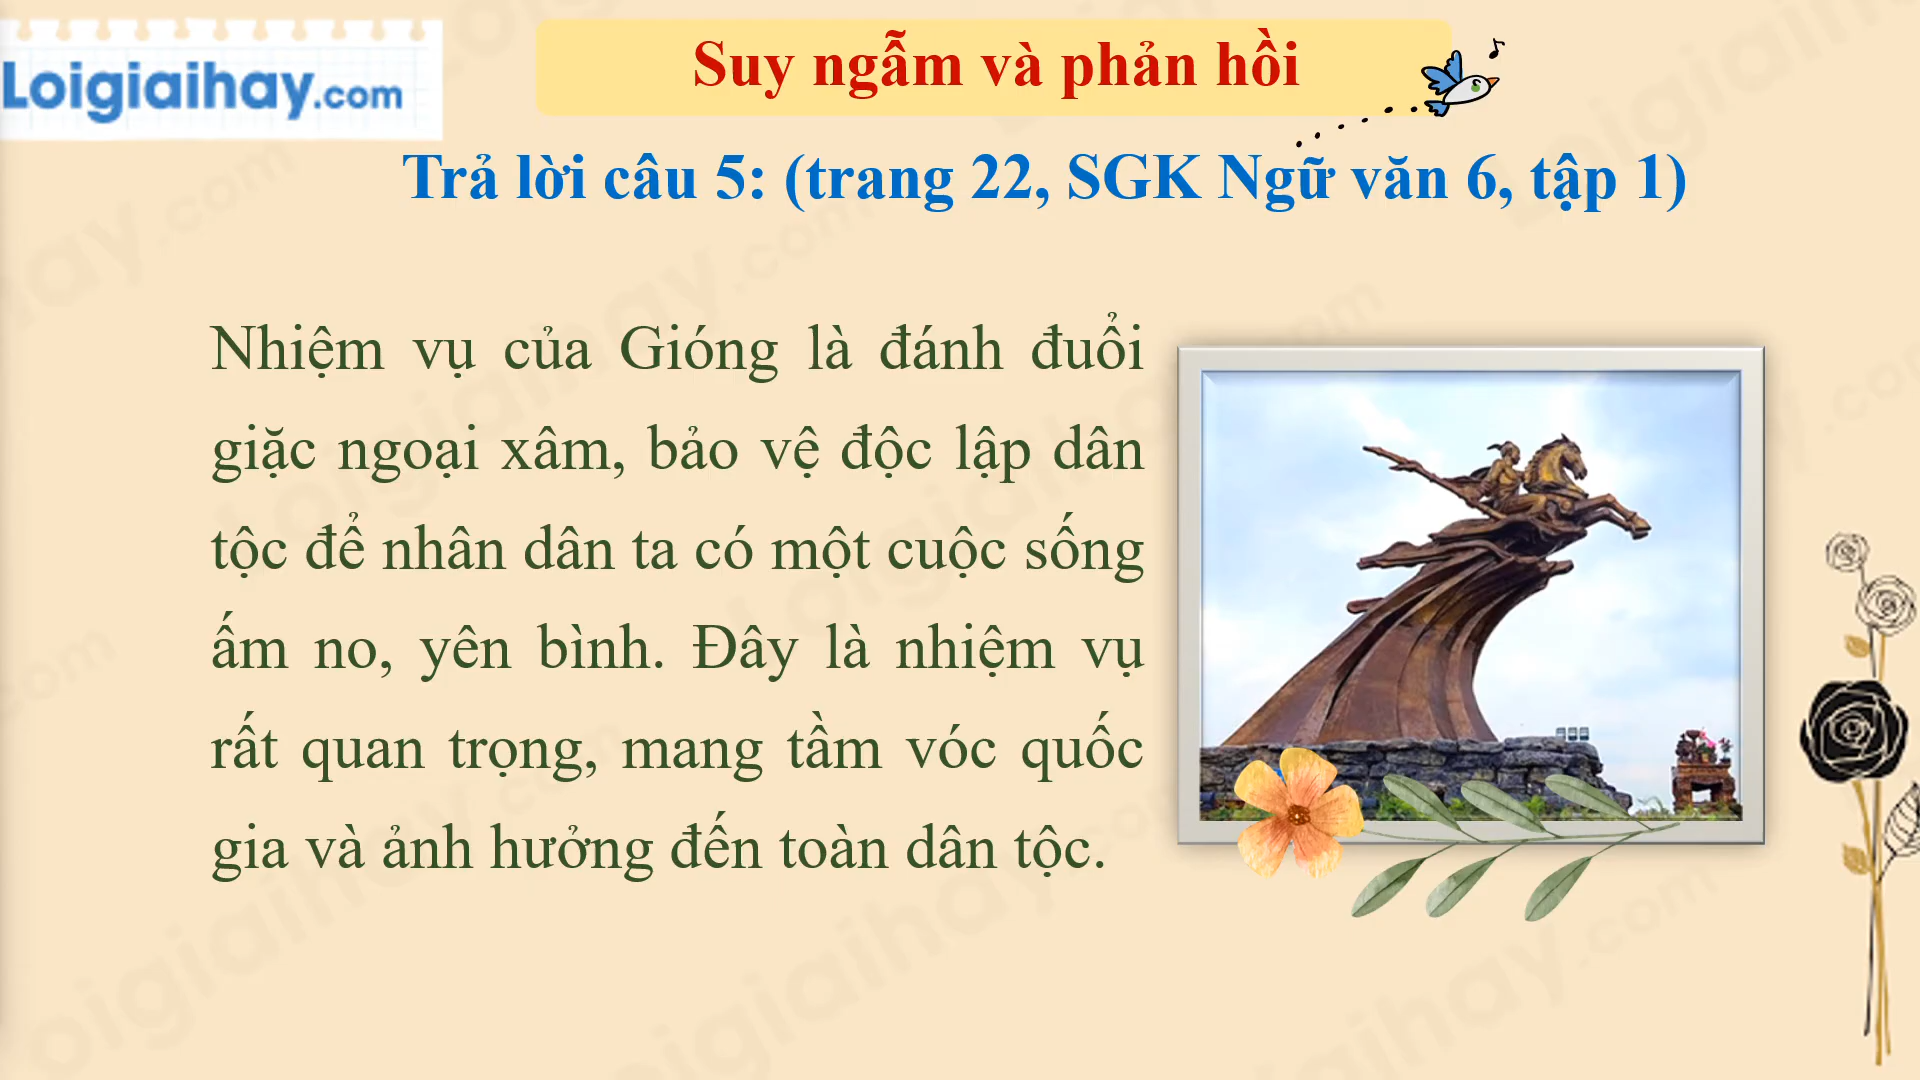 Loigiaihay.com
Suy ngẫm và phản hồi
Trả lời câu 5: (trang 22, SGK Ngữ văn 6, tập 1)
Nhiệm vụ của Gióng là đánh đuổi
giặc ngoại xâm, bảo vệ độc lập dân
tộc để nhân dân ta có một cuộc sống
ấm no, yên bình. Đây là nhiệm vụ
rất quan trọng, mang tầm vóc quốc
gia và ảnh hưởng đến toàn dân tộc.